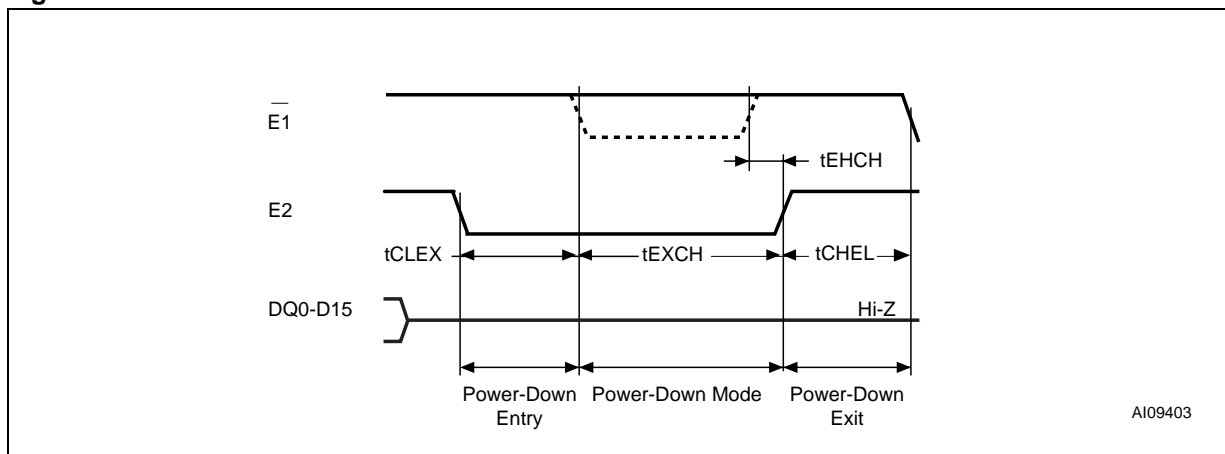 E1
tEHCH
E2
tCLEX
tEXCH
tCHEL
DQ0-D15
Hi-Z
Power-Down Entry
Power-Down Mode
Power-Down Exit
AI09403